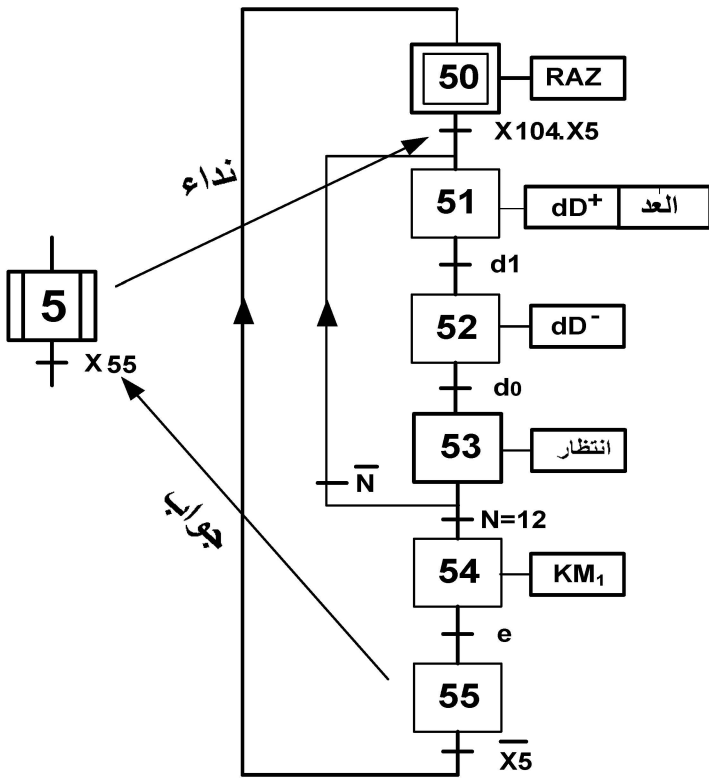 50 RAZ
X104.X5
نداء
51 dD⁺ العد
d1
5
52 dD⁻
X55
d0
53 انتظار
N̅
N=12
جواب
54 KM₁
e
55
X̅5̅